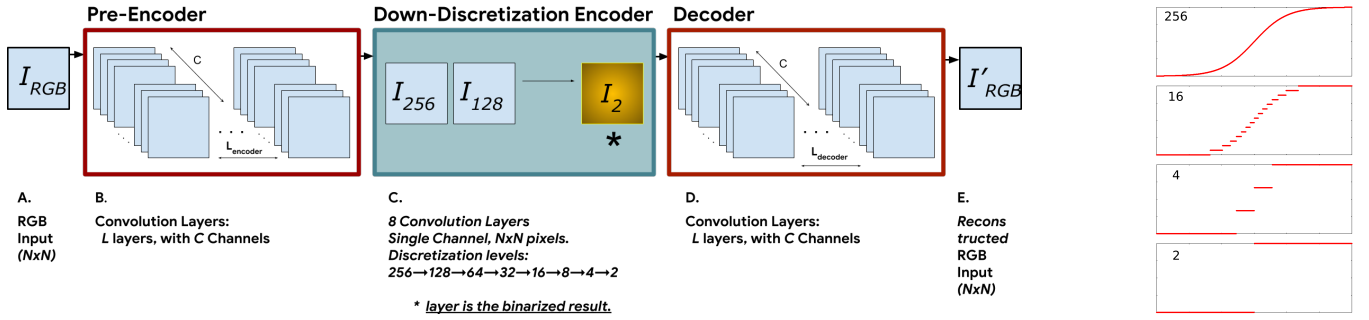 Pre-Encoder
Down-Discretization Encoder
Decoder
I_RGB
C
. . .
L_encoder
I_256
I_128
I_2
*
C
. . .
L_decoder
I′_RGB
A.
RGB
Input
(NxN)
B.
Convolution Layers:
L layers, with C Channels
C.
8 Convolution Layers
Single Channel, NxN pixels.
Discretization levels:
256→128→64→32→16→8→4→2
* layer is the binarized result.
D.
Convolution Layers:
L layers, with C Channels
E.
Recons
tructed
RGB
Input
(NxN)
256
16
4
2